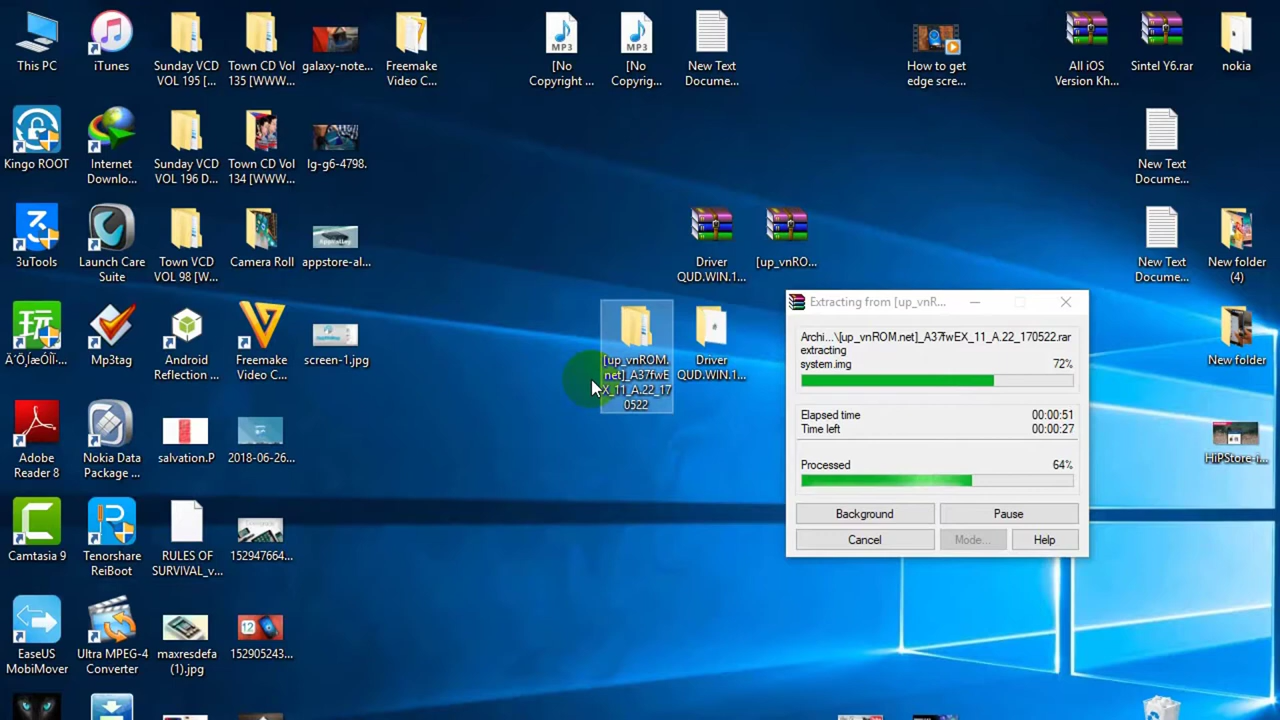 This PC
iTunes
Sunday VCD
VOL 195 [...
Town CD Vol
135 [WWW...
galaxy-note...
Freemake
Video C...
[No
Copyright ...
[No
Copyrig...
New Text
Docume...
How to get
edge scre...
All iOS
Version Kh...
Sintel Y6.rar
nokia
Kingo ROOT
Internet
Downlo...
Sunday VCD
VOL 196 D...
Town CD Vol
134 [WWW...
lg-g6-4798.
New Text
Docume...
3uTools
Launch Care
Suite
Town VCD
VOL 98 [W...
Camera Roll
appstore-al...
Driver
QUD.WIN.1...
[up_vnRO...
New Text
Docume...
New folder
(4)
Mp3tag
Android
Reflection ...
Freemake
Video C...
screen-1.jpg
[up_vnROM.
net]_A37fwE
X_11_A.22_17
0522
Driver
QUD.WIN.1...
Extracting from [up_vnR...
Archi...\[up_vnROM.net]_A37fwEX_11_A.22_170522.rar
extracting
system.img
72%
Elapsed time
00:00:51
Time left
00:00:27
Processed
64%
Background
Pause
Cancel
Mode...
Help
New folder
Adobe
Reader 8
Nokia Data
Package ...
salvation.P
2018-06-26...
HiPStore-i...
Camtasia 9
Tenorshare
ReiBoot
RULES OF
SURVIVAL_v...
152947664...
EaseUS
MobiMover
Ultra MPEG-4
Converter
maxresdefa
(1).jpg
152905243...